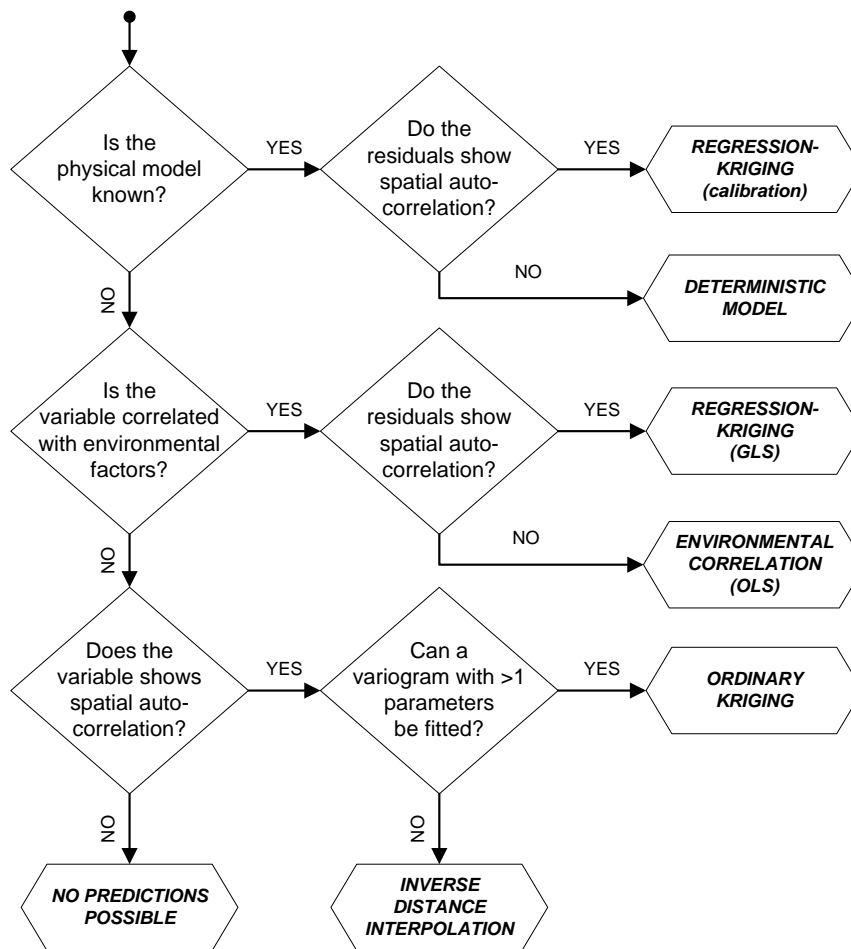 Is the
physical model
known?
YES
Do the
residuals show
spatial auto-
correlation?
YES
REGRESSION-
KRIGING
(calibration)
NO
DETERMINISTIC
MODEL
NO
Is the
variable correlated
with environmental
factors?
YES
Do the
residuals show
spatial auto-
correlation?
YES
REGRESSION-
KRIGING
(GLS)
NO
ENVIRONMENTAL
CORRELATION
(OLS)
NO
Does the
variable shows
spatial auto-
correlation?
YES
Can a
variogram with >1
parameters
be fitted?
YES
ORDINARY
KRIGING
NO
NO PREDICTIONS
POSSIBLE
NO
INVERSE
DISTANCE
INTERPOLATION